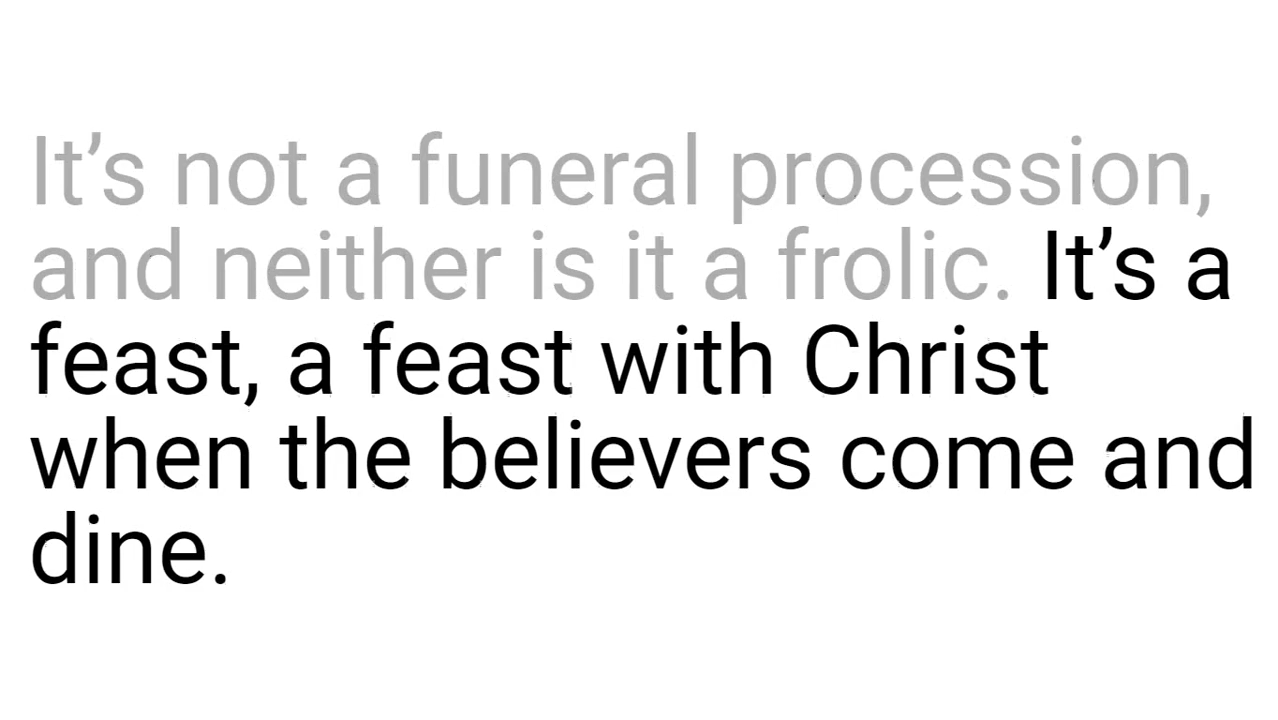 It’s not a funeral procession,
and neither is it a frolic. It’s a
feast, a feast with Christ
when the believers come and
dine.